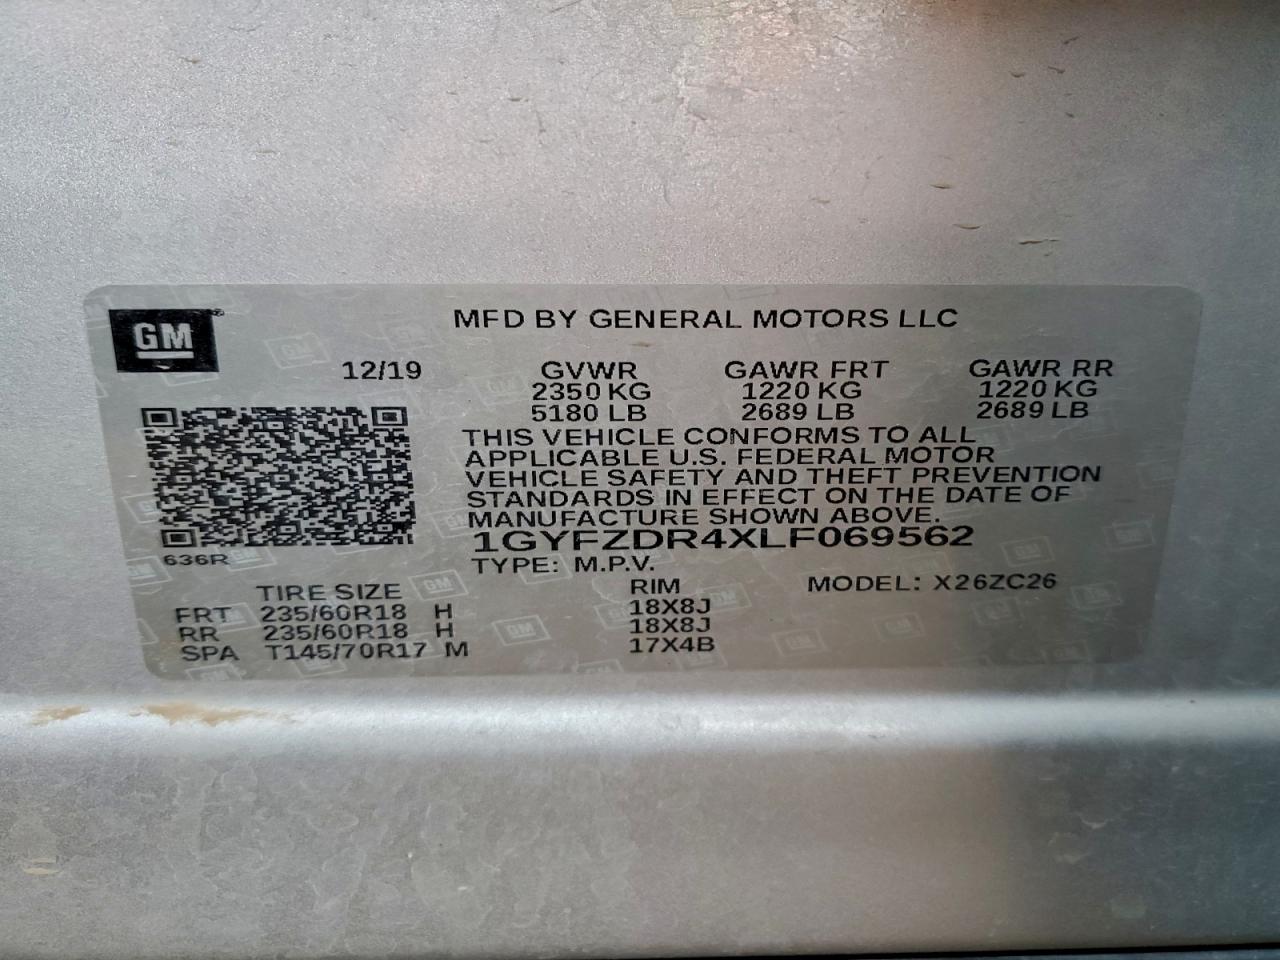 GM
MFD BY GENERAL MOTORS LLC
12/19 GVWR GAWR FRT GAWR RR
2350 KG 1220 KG 1220 KG
5180 LB 2689 LB 2689 LB
THIS VEHICLE CONFORMS TO ALL
APPLICABLE U.S. FEDERAL MOTOR
VEHICLE SAFETY AND THEFT PREVENTION
STANDARDS IN EFFECT ON THE DATE OF
MANUFACTURE SHOWN ABOVE.
1GYFZDR4XLF069562
636R
TYPE: M.P.V.
TIRE SIZE RIM MODEL: X26ZC26
FRT 235/60R18 H 18X8J
RR 235/60R18 H 18X8J
SPA T145/70R17 M 17X4B